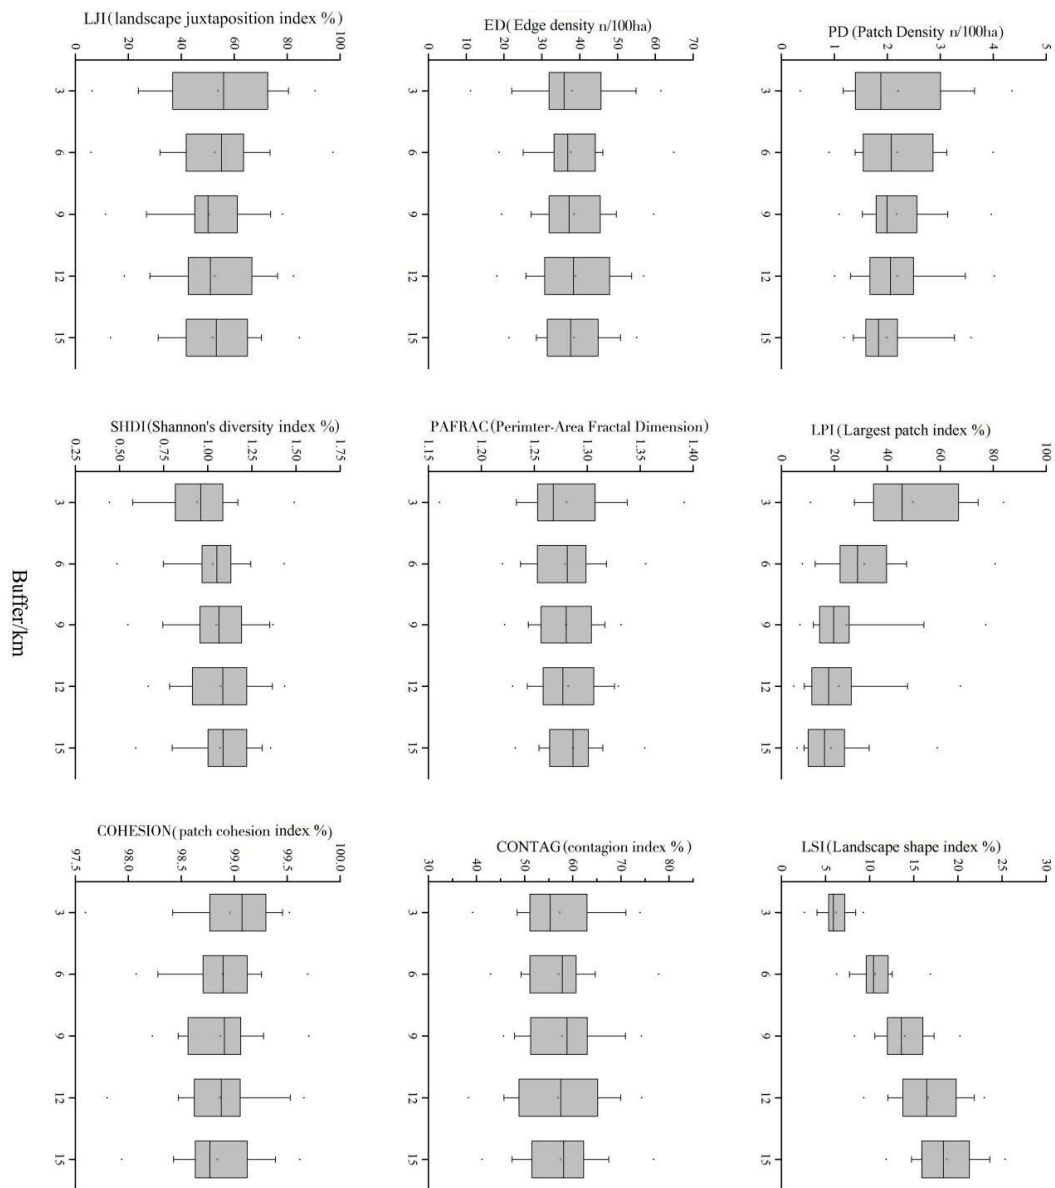 LJI(landscape juxtaposition index %)
0 20 40 60 80 100
3
6
9
12
15
ED(Edge density n/100ha)
0 10 20 30 40 50 60 70
3
6
9
12
15
PD (Patch Density n/100ha)
0 1 2 3 4 5
3
6
9
12
15
SHDI(Shannon's diversity index %)
0.25 0.50 0.75 1.00 1.25 1.50 1.75
3
6
9
12
15
PAFRAC(Perimter-Area Fractal Dimension)
1.15 1.20 1.25 1.30 1.35 1.40
3
6
9
12
15
LPI (Largest patch index %)
0 20 40 60 80 100
3
6
9
12
15
Buffer/km
COHESION(patch cohesion index %)
97.5 98.0 98.5 99.0 99.5 100.0
3
6
9
12
15
CONTAG(contagion index %)
30 40 50 60 70 80
3
6
9
12
15
LSI(Landscape shape index %)
0 5 10 15 20 25 30
3
6
9
12
15